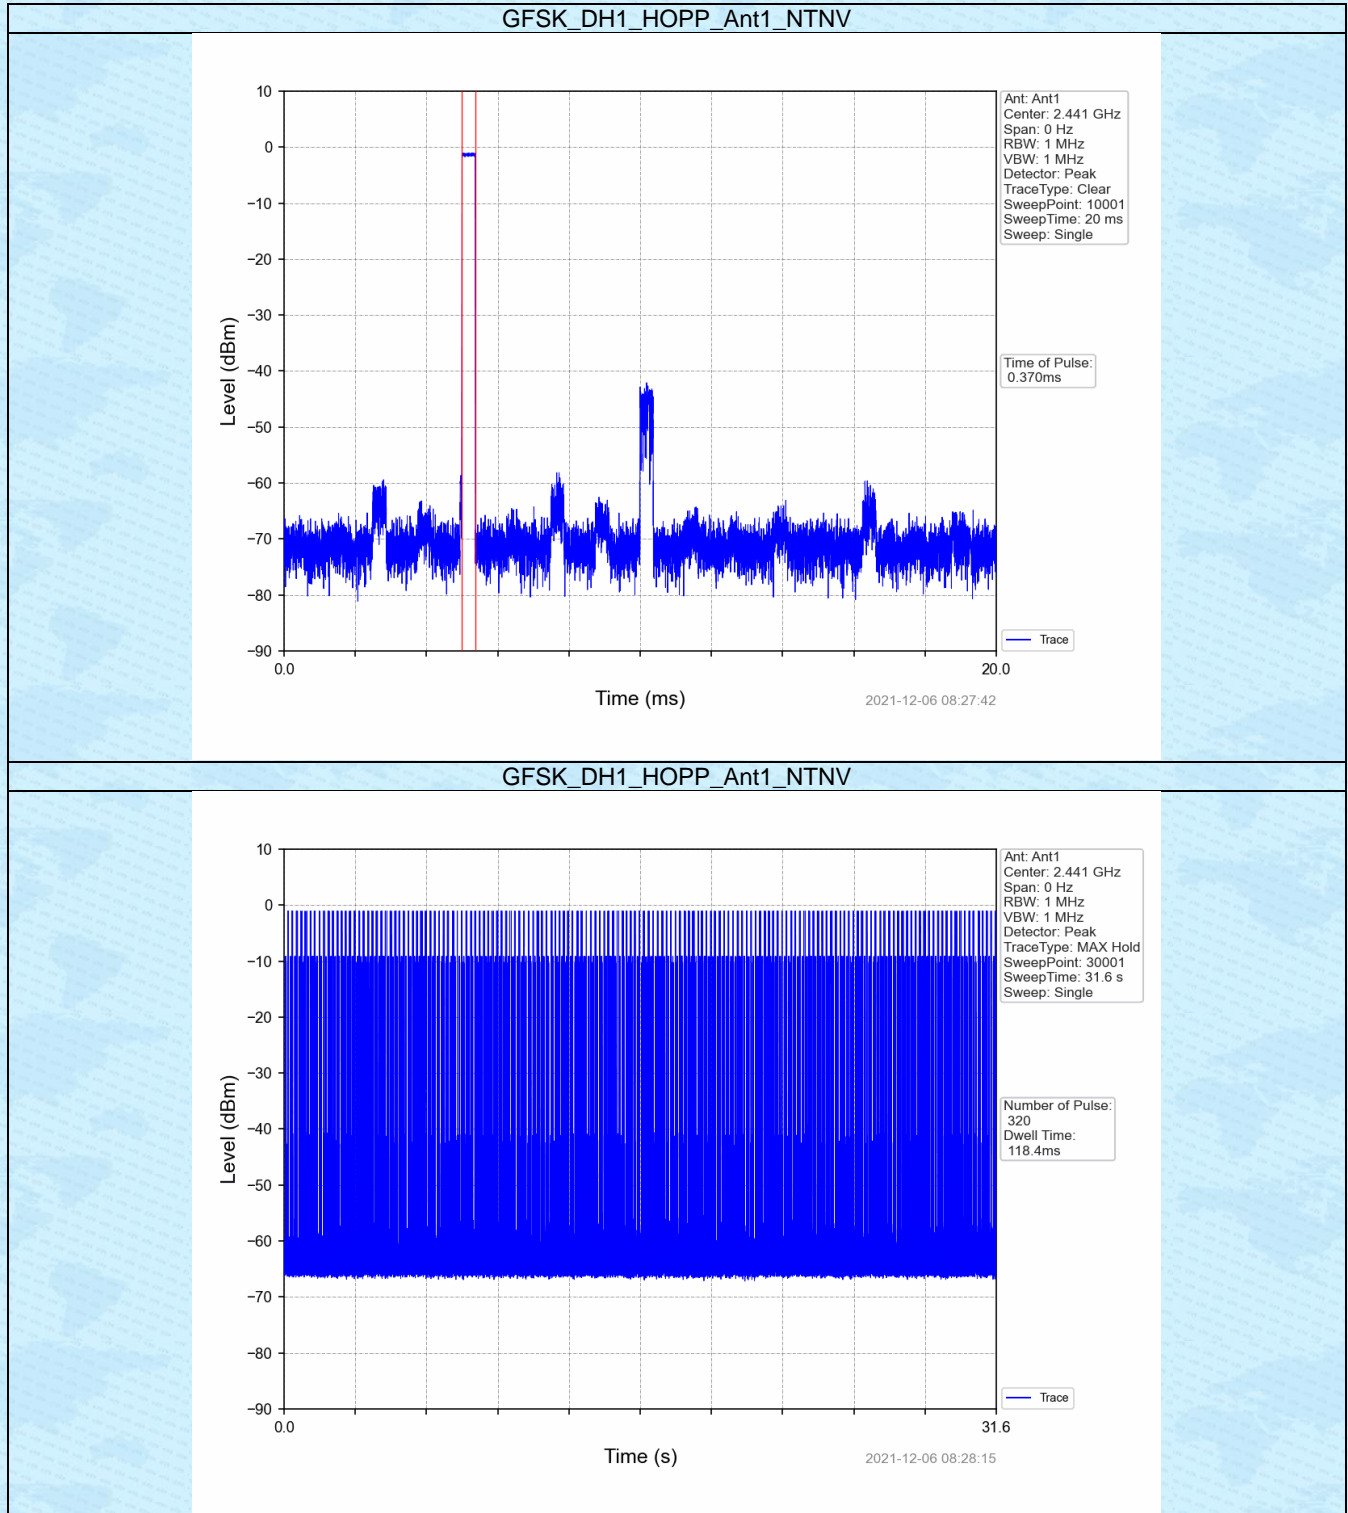 GFSK_DH1_HOPP_Ant1_NTNV
10
0
−10
−20
−30
−40
−50
−60
−70
−80
−90
Level (dBm)
0.0
20.0
Time (ms)
2021-12-06 08:27:42
Ant: Ant1
Center: 2.441 GHz
Span: 0 Hz
RBW: 1 MHz
VBW: 1 MHz
Detector: Peak
TraceType: Clear
SweepPoint: 10001
SweepTime: 20 ms
Sweep: Single
Time of Pulse:
0.370ms
Trace
GFSK_DH1_HOPP_Ant1_NTNV
10
0
−10
−20
−30
−40
−50
−60
−70
−80
−90
Level (dBm)
0.0
31.6
Time (s)
2021-12-06 08:28:15
Ant: Ant1
Center: 2.441 GHz
Span: 0 Hz
RBW: 1 MHz
VBW: 1 MHz
Detector: Peak
TraceType: MAX Hold
SweepPoint: 30001
SweepTime: 31.6 s
Sweep: Single
Number of Pulse:
320
Dwell Time:
118.4ms
Trace